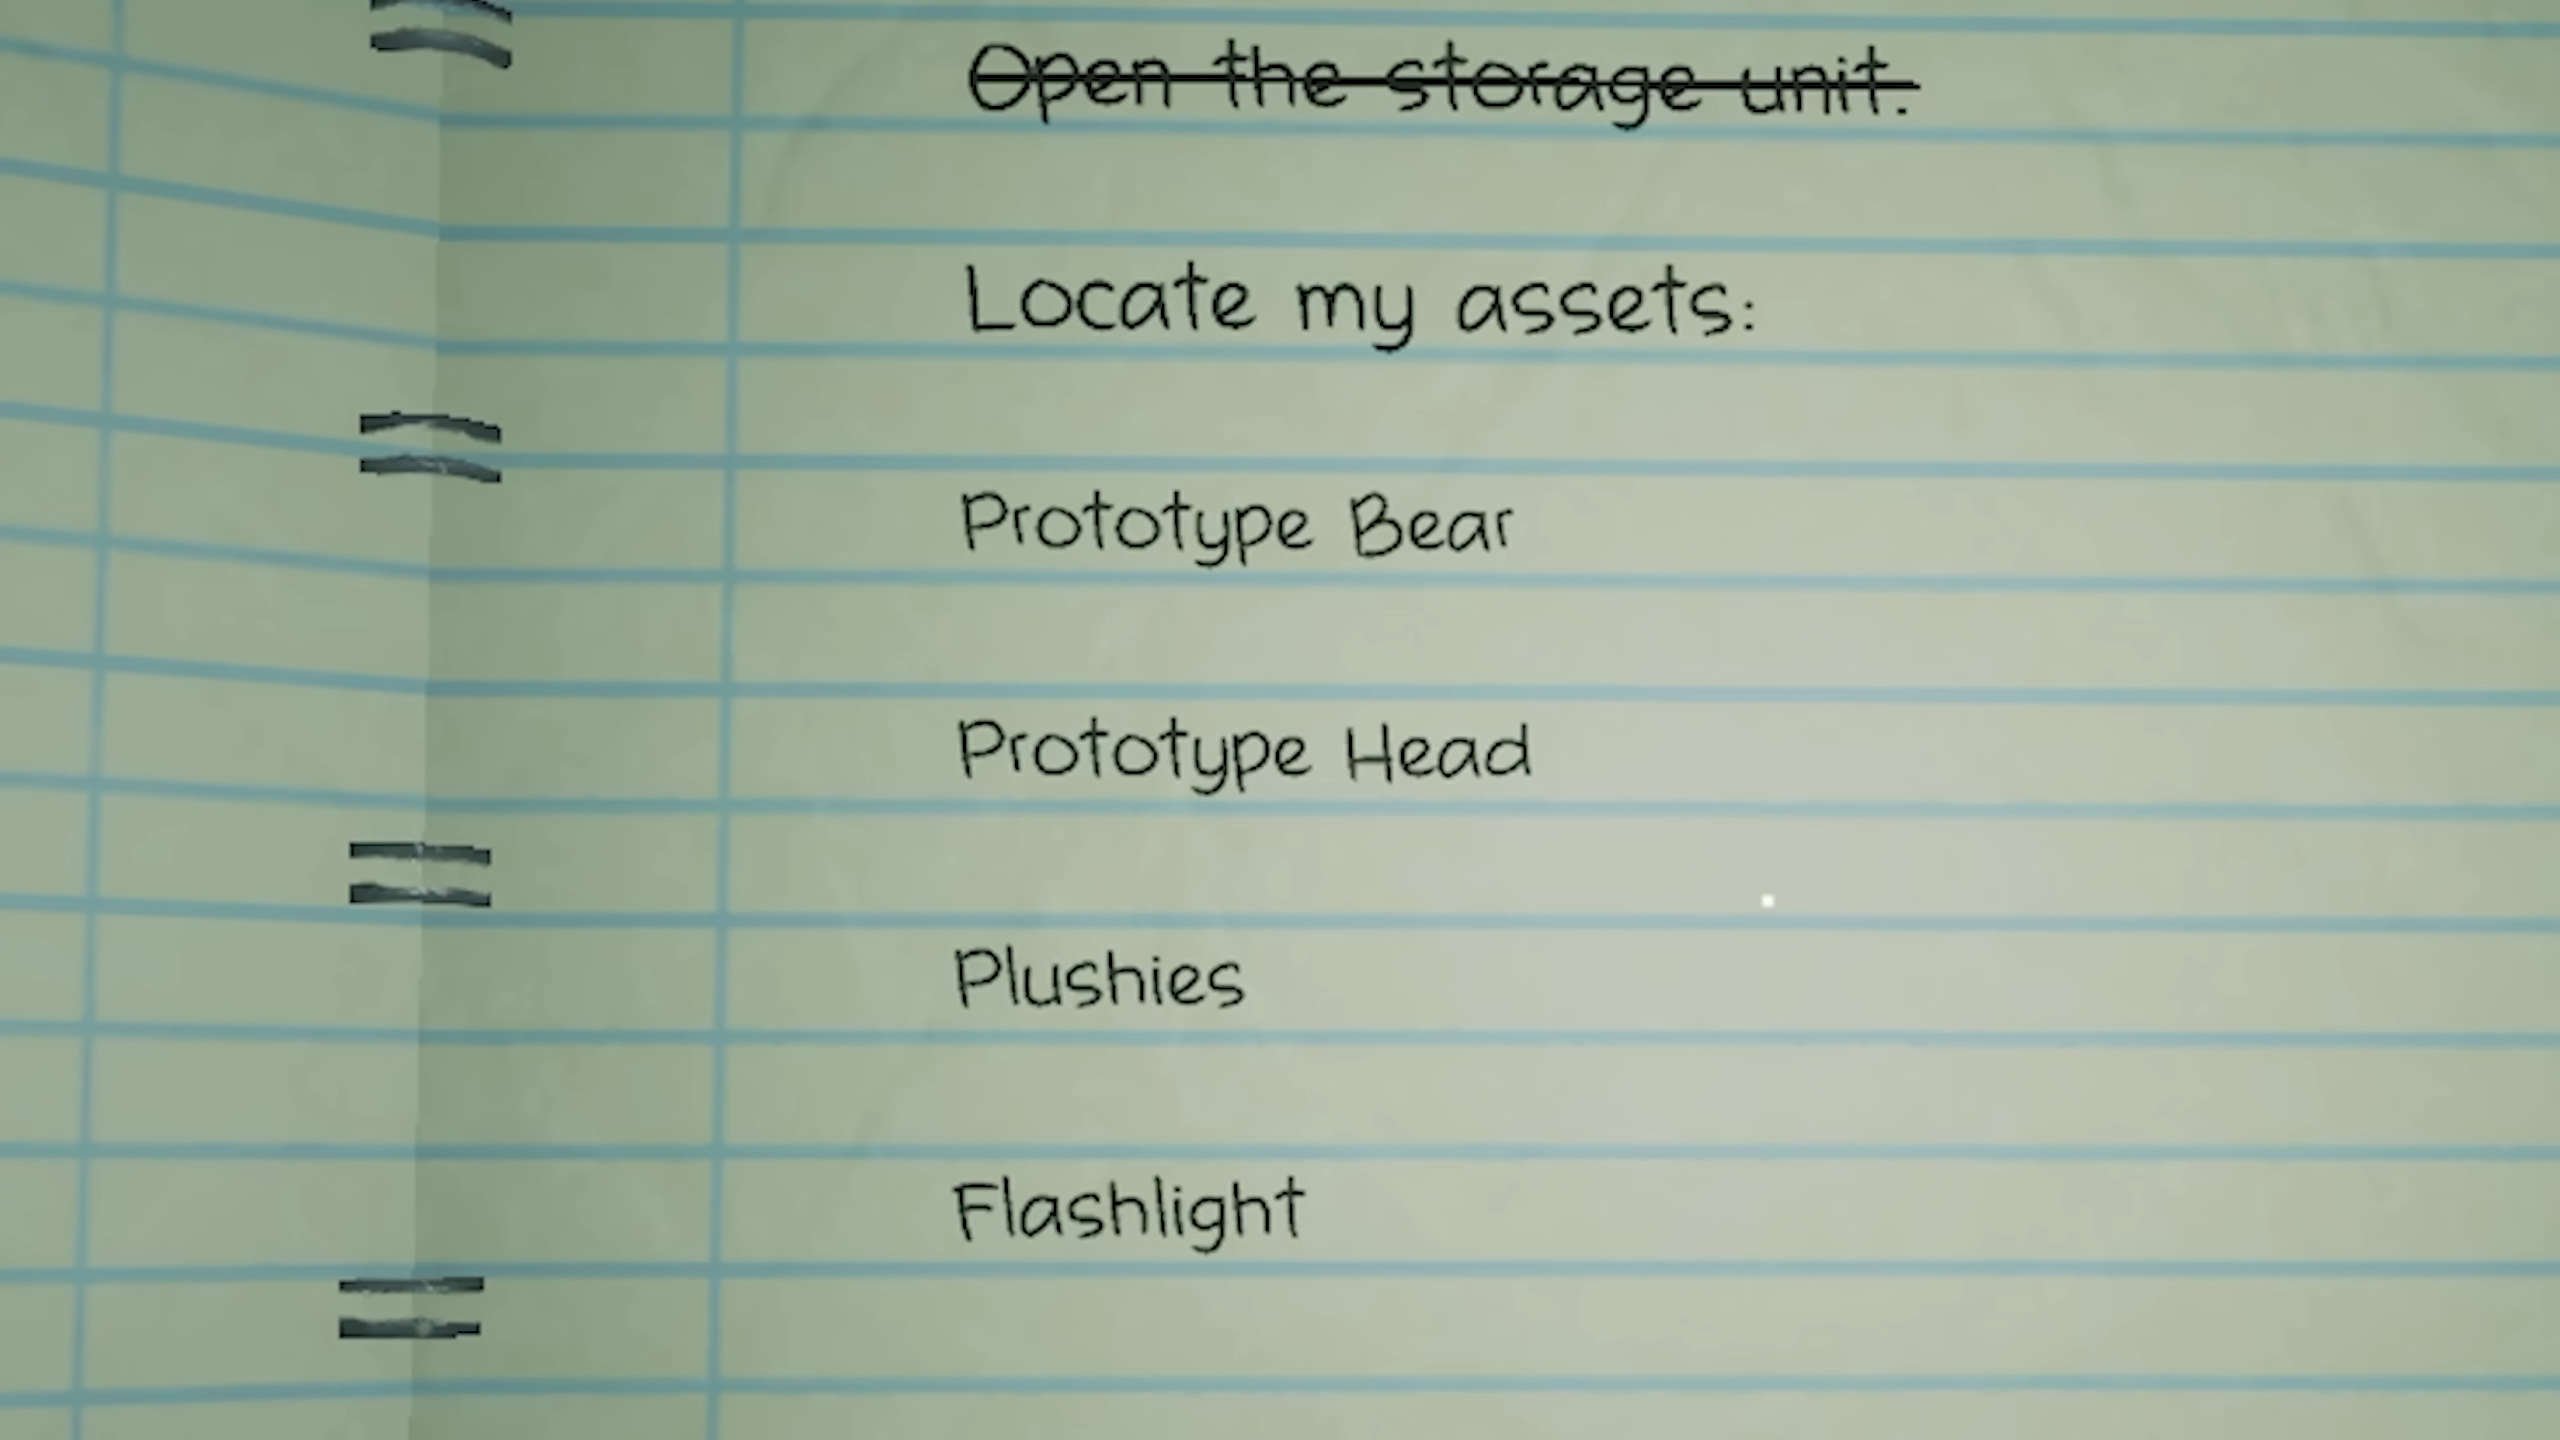 Open the storage unit.
Locate my assets:
Prototype Bear
Prototype Head
Plushies
Flashlight